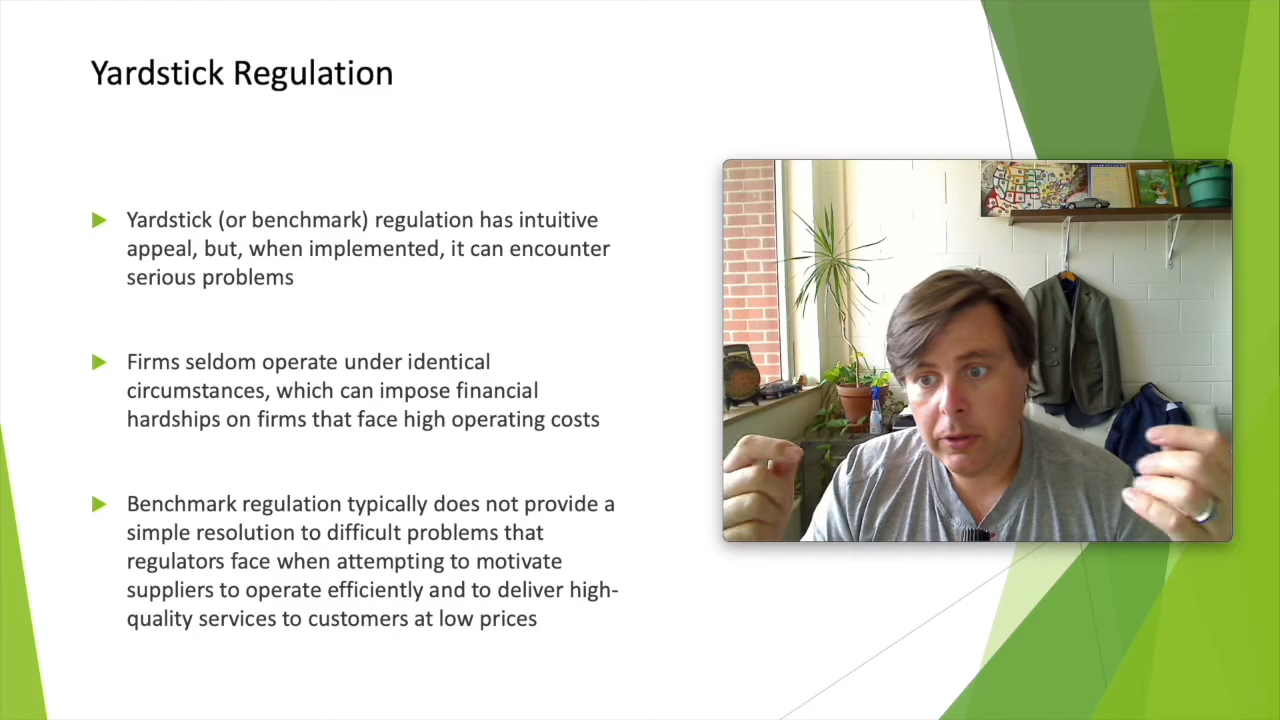 Yardstick Regulation
Yardstick (or benchmark) regulation has intuitive
appeal, but, when implemented, it can encounter
serious problems
Firms seldom operate under identical
circumstances, which can impose financial
hardships on firms that face high operating costs
Benchmark regulation typically does not provide a
simple resolution to difficult problems that
regulators face when attempting to motivate
suppliers to operate efficiently and to deliver high-
quality services to customers at low prices